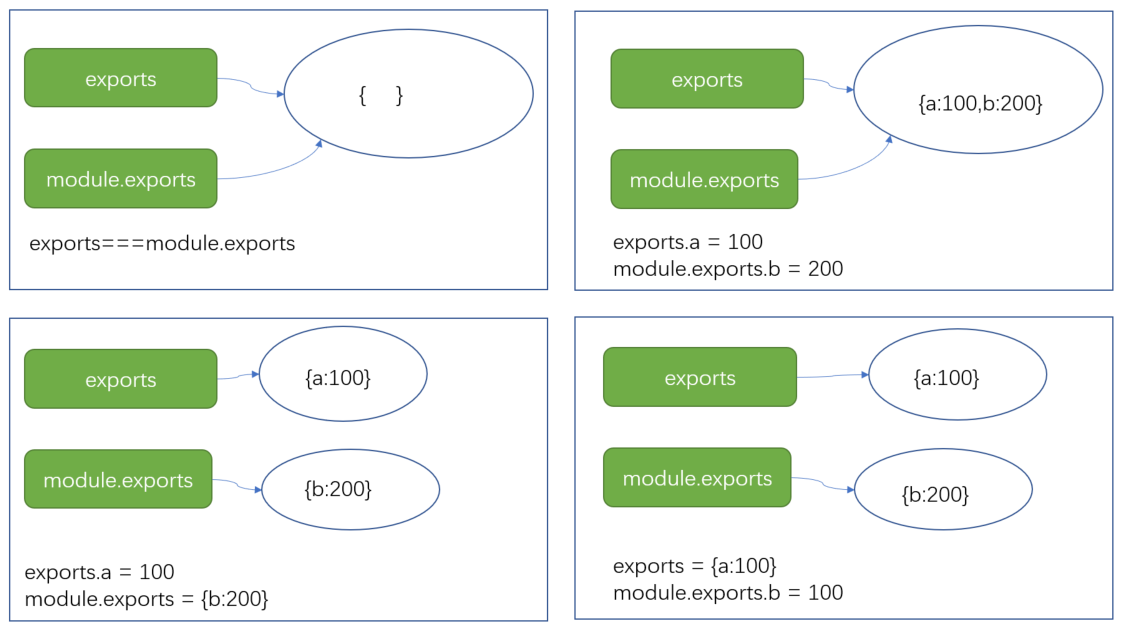 exports
{ }
module.exports
exports===module.exports
exports
{a:100,b:200}
module.exports
exports.a = 100
module.exports.b = 200
exports
{a:100}
module.exports
{b:200}
exports.a = 100
module.exports = {b:200}
exports
{a:100}
module.exports
{b:200}
exports = {a:100}
module.exports.b = 100